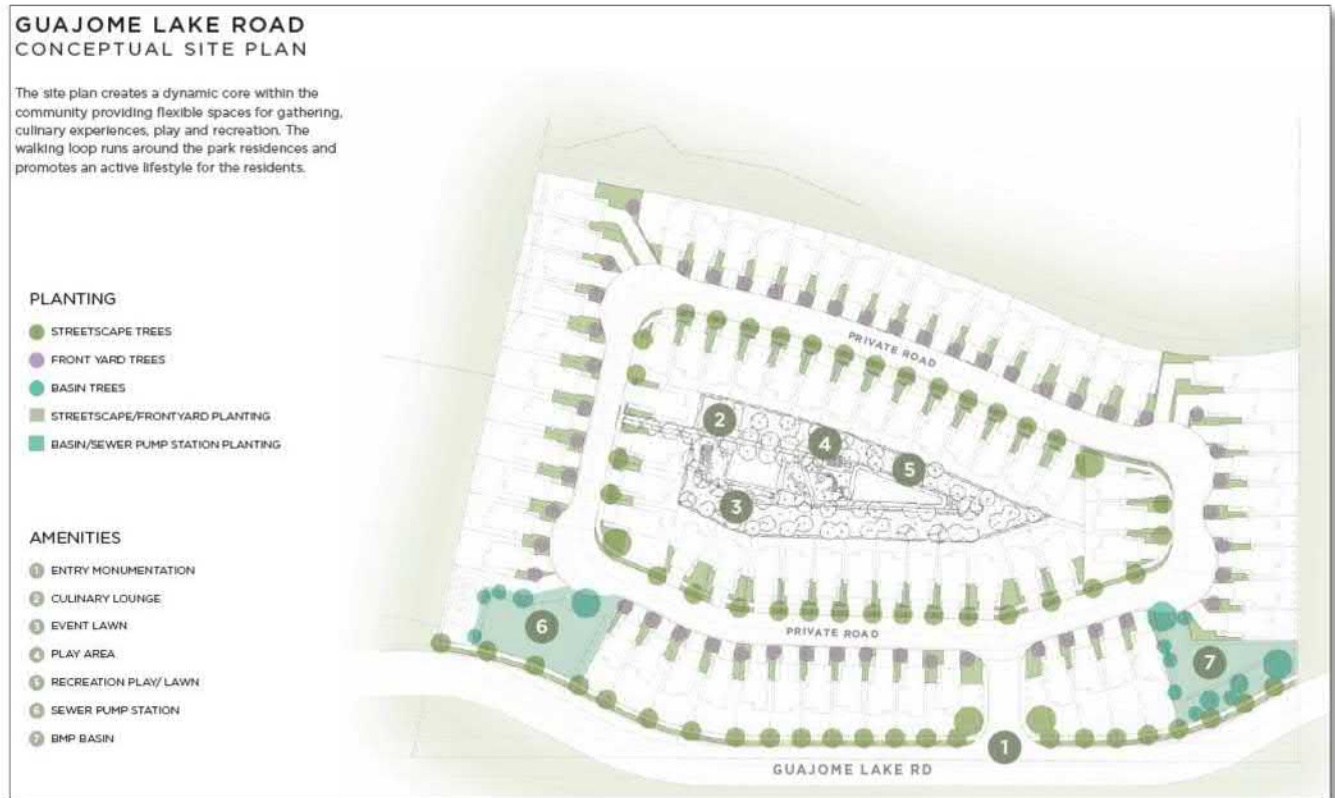 GUAJOME LAKE ROAD
CONCEPTUAL SITE PLAN
The site plan creates a dynamic core within the
community providing flexible spaces for gathering,
culinary experiences, play and recreation. The
walking loop runs around the park residences and
promotes an active lifestyle for the residents.
PLANTING
STREETSCAPE TREES
FRONT YARD TREES
BASIN TREES
STREETSCAPE/FRONTYARD PLANTING
BASIN/SEWER PUMP STATION PLANTING
AMENITIES
1 ENTRY MONUMENTATION
2 CULINARY LOUNGE
3 EVENT LAWN
4 PLAY AREA
5 RECREATION PLAY/ LAWN
6 SEWER PUMP STATION
7 BMP BASIN
PRIVATE ROAD
2
4
5
3
6
PRIVATE ROAD
7
1
GUAJOME LAKE RD